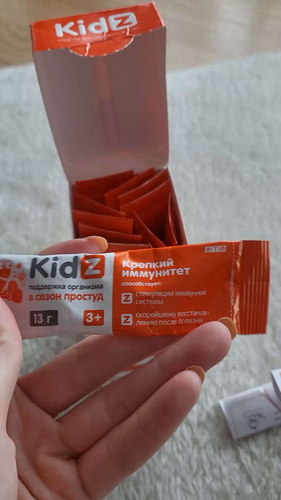 KidZ
KidZ
поддержка организма
в сезон простуд
13 г
3+
ВТФ
Крепкий
иммунитет
способствует:
Z стимуляции иммунной
системы
Z скорейшему восстанов-
лению после болезни